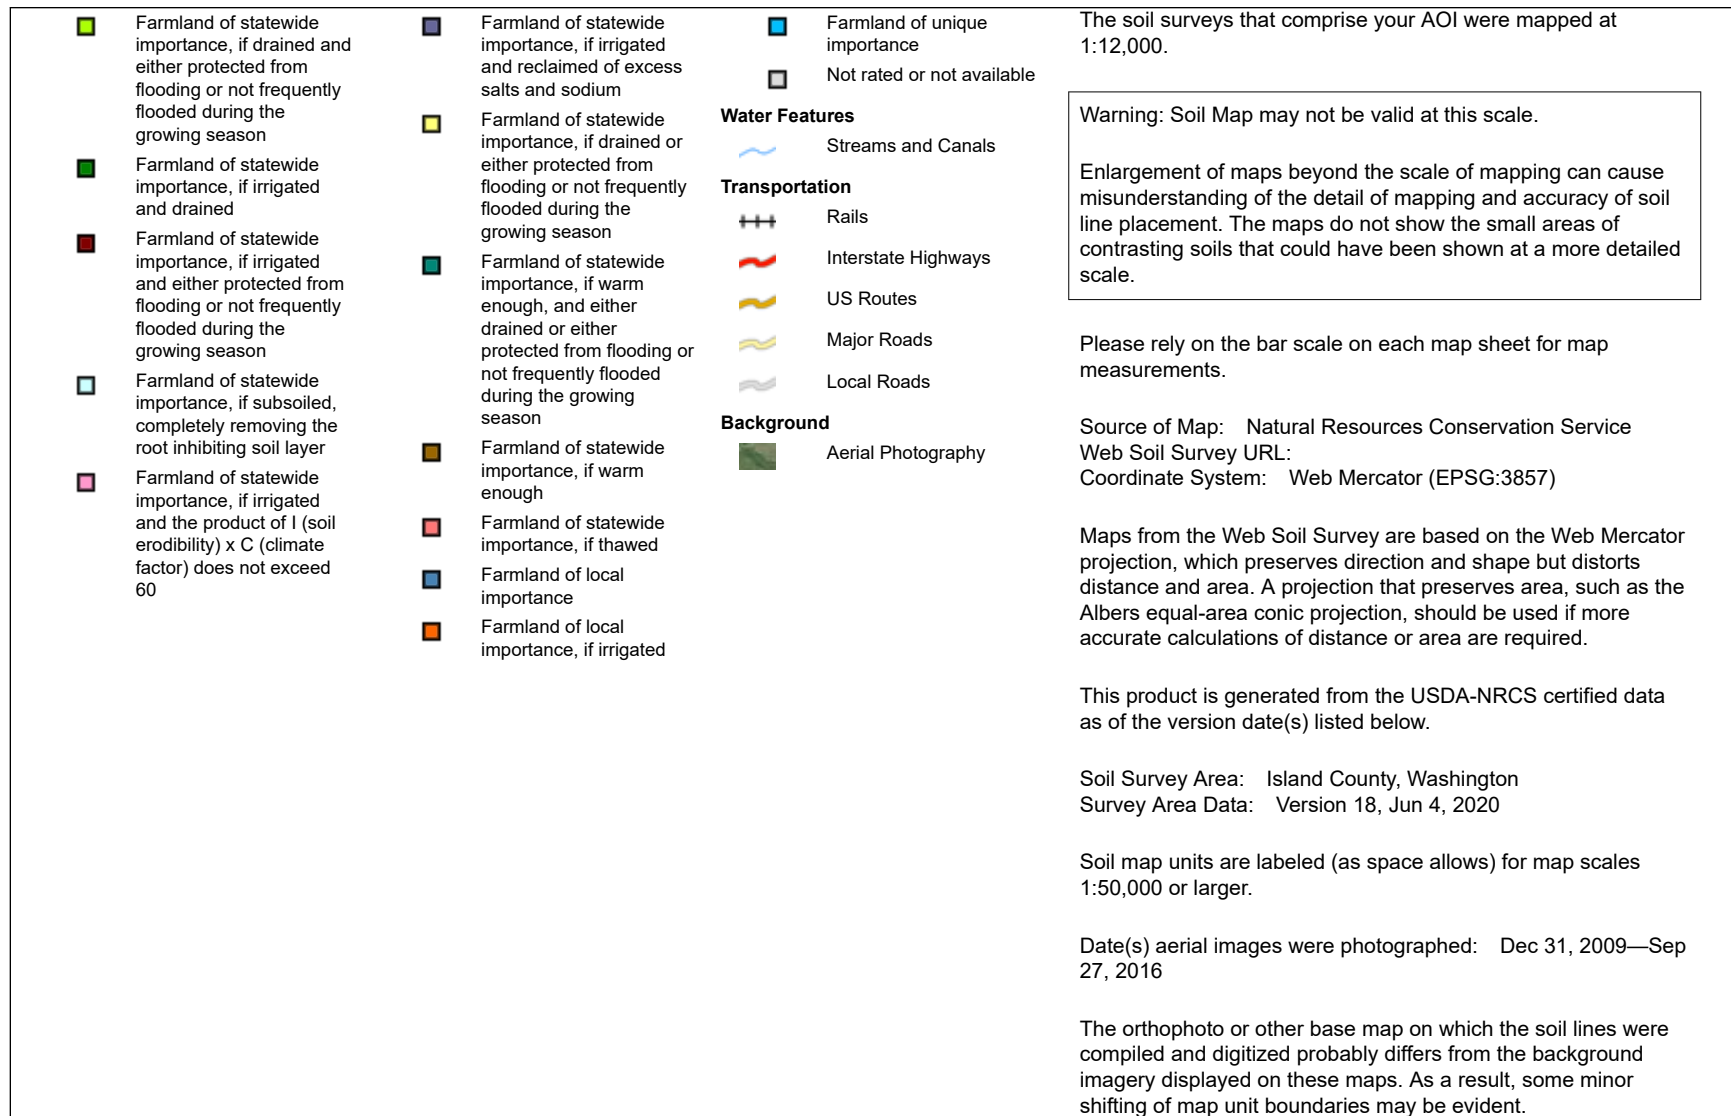 Farmland of statewide
importance, if drained and
either protected from
flooding or not frequently
flooded during the
growing season
Farmland of statewide
importance, if irrigated
and drained
Farmland of statewide
importance, if irrigated
and either protected from
flooding or not frequently
flooded during the
growing season
Farmland of statewide
importance, if subsoiled,
completely removing the
root inhibiting soil layer
Farmland of statewide
importance, if irrigated
and the product of I (soil
erodibility) x C (climate
factor) does not exceed
60
Farmland of statewide
importance, if irrigated
and reclaimed of excess
salts and sodium
Farmland of statewide
importance, if drained or
either protected from
flooding or not frequently
flooded during the
growing season
Farmland of statewide
importance, if warm
enough, and either
drained or either
protected from flooding or
not frequently flooded
during the growing
season
Farmland of statewide
importance, if warm
enough
Farmland of statewide
importance, if thawed
Farmland of local
importance
Farmland of local
importance, if irrigated
Farmland of unique
importance
Not rated or not available
Water Features
Streams and Canals
Transportation
Rails
Interstate Highways
US Routes
Major Roads
Local Roads
Background
Aerial Photography
The soil surveys that comprise your AOI were mapped at
1:12,000.
Warning: Soil Map may not be valid at this scale.
Enlargement of maps beyond the scale of mapping can cause
misunderstanding of the detail of mapping and accuracy of soil
line placement. The maps do not show the small areas of
contrasting soils that could have been shown at a more detailed
scale.
Please rely on the bar scale on each map sheet for map
measurements.
Source of Map: Natural Resources Conservation Service
Web Soil Survey URL:
Coordinate System: Web Mercator (EPSG:3857)
Maps from the Web Soil Survey are based on the Web Mercator
projection, which preserves direction and shape but distorts
distance and area. A projection that preserves area, such as the
Albers equal-area conic projection, should be used if more
accurate calculations of distance or area are required.
This product is generated from the USDA-NRCS certified data
as of the version date(s) listed below.
Soil Survey Area: Island County, Washington
Survey Area Data: Version 18, Jun 4, 2020
Soil map units are labeled (as space allows) for map scales
1:50,000 or larger.
Date(s) aerial images were photographed: Dec 31, 2009—Sep
27, 2016
The orthophoto or other base map on which the soil lines were
compiled and digitized probably differs from the background
imagery displayed on these maps. As a result, some minor
shifting of map unit boundaries may be evident.